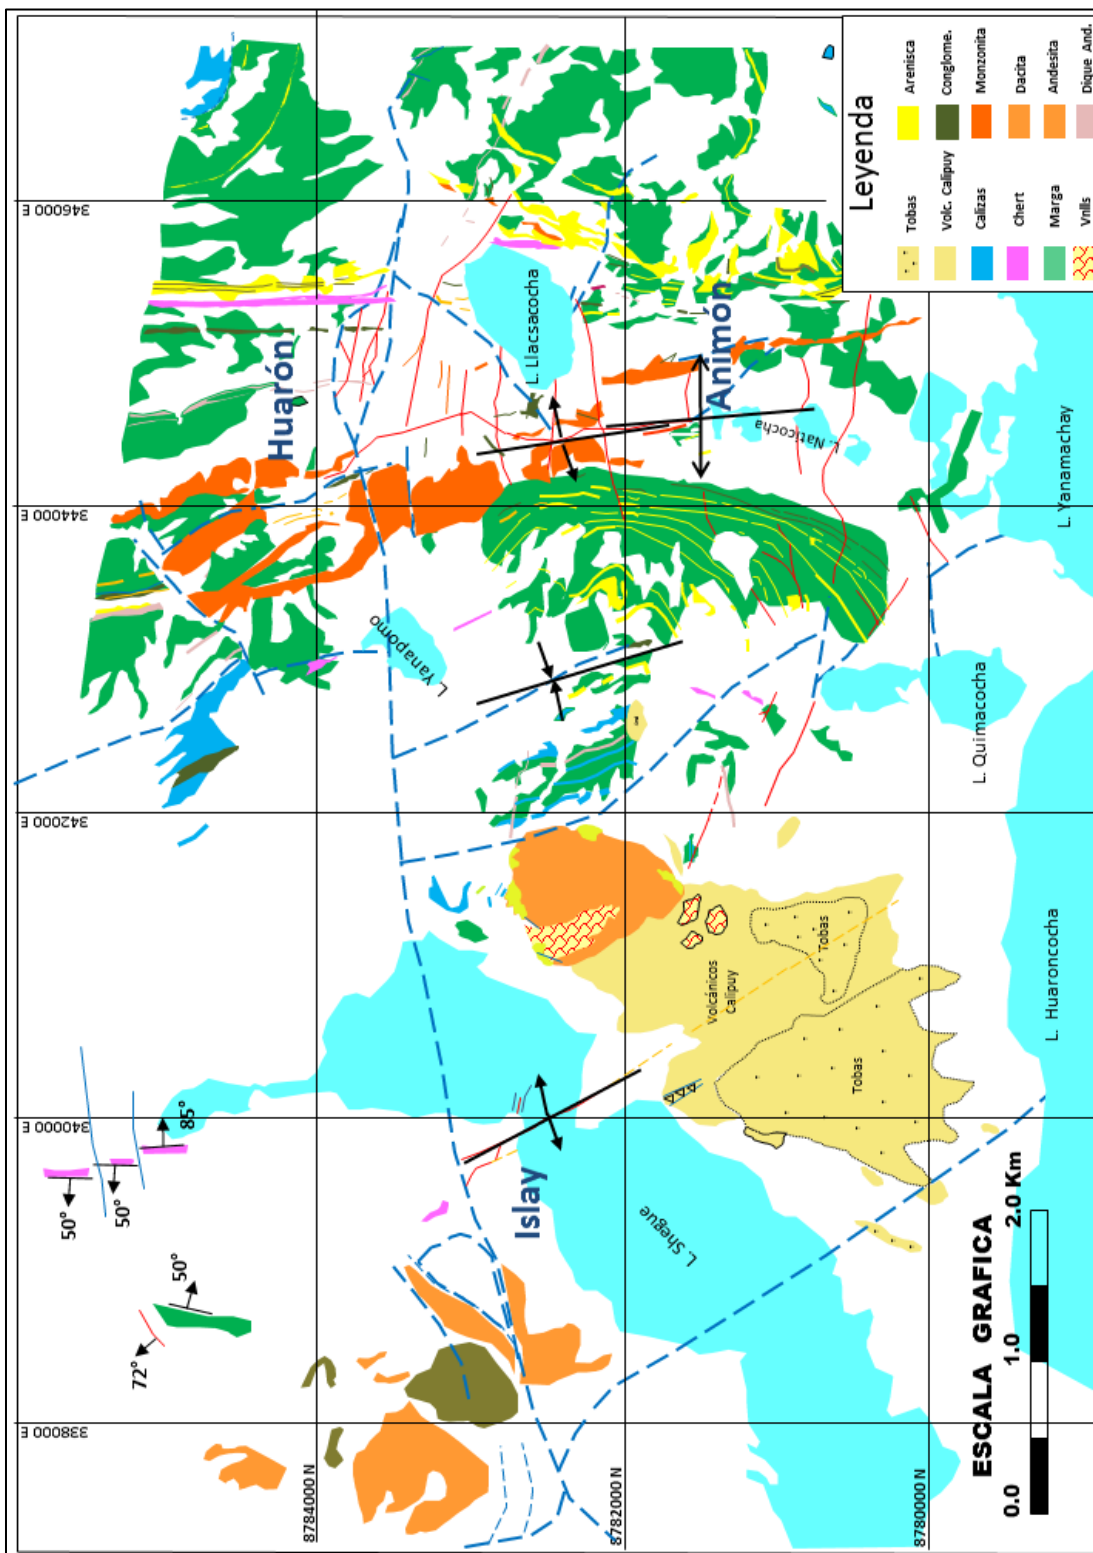 Leyenda
Tobas
Arenisca
Volc. Calipuy
Conglome.
Calizas
Monzonita
Chert
Dacita
Marga
Andesita
Vnlls
Dique And.
Huarón
Animón
Islay
L. Llacsacocha
L. Naticocha
L. Yanamachay
L. Yanapomo
L. Quimacocha
L. Huaroncocha
L. Shegue
Volcánicos
Calipuy
Tobas
Tobas
50°
50°
85°
50°
72°
338000 E
340000 E
342000 E
344000 E
346000 E
8784000 N
8782000 N
8780000 N
ESCALA GRAFICA
0.0
1.0
2.0 Km